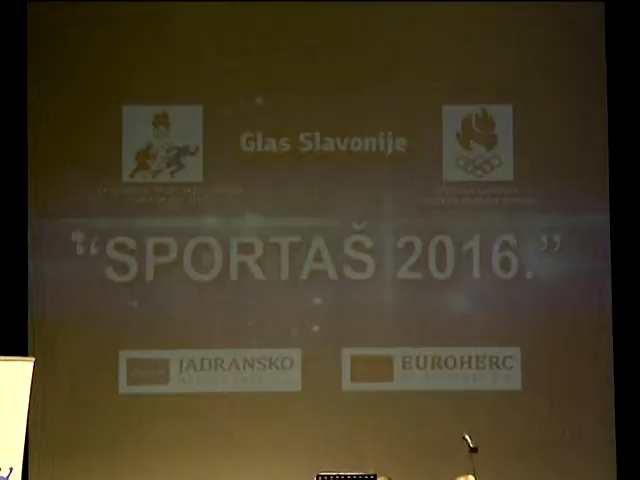 Glas Slavonije
“SPORTAŠ 2016.”
JADRANSKO
EUROHERC